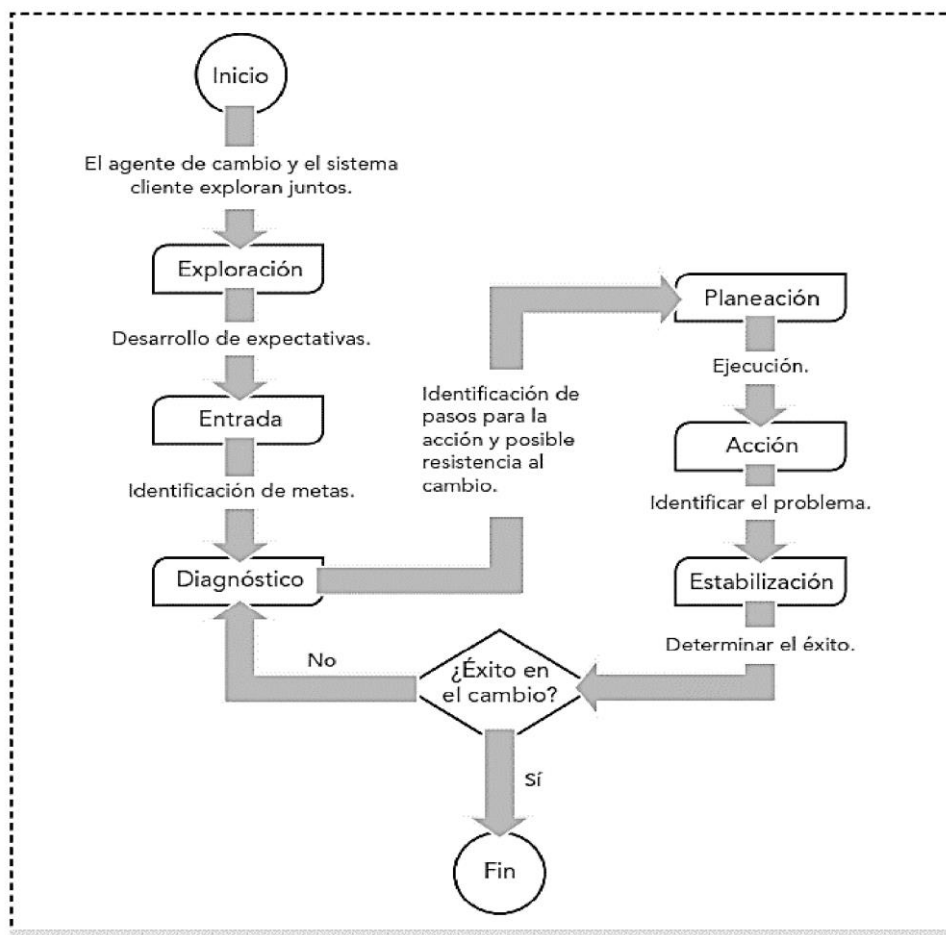 Inicio
El agente de cambio y el sistema
cliente exploran juntos.
Exploración
Desarrollo de expectativas.
Entrada
Identificación de metas.
Diagnóstico
Identificación de
pasos para la
acción y posible
resistencia al
cambio.
Planeación
Ejecución.
Acción
Identificar el problema.
Estabilización
Determinar el éxito.
¿Éxito en
el cambio?
No
Sí
Fin